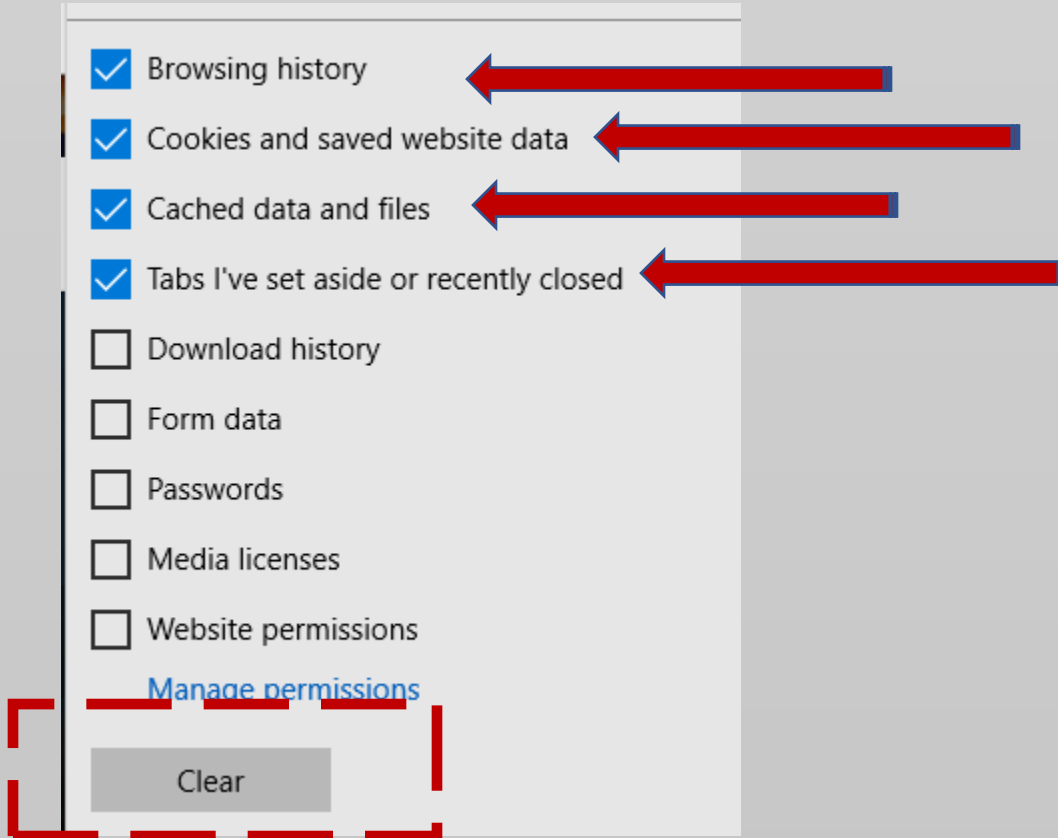 Browsing history
Cookies and saved website data
Cached data and files
Tabs I've set aside or recently closed
Download history
Form data
Passwords
Media licenses
Website permissions
Manage permissions
Clear